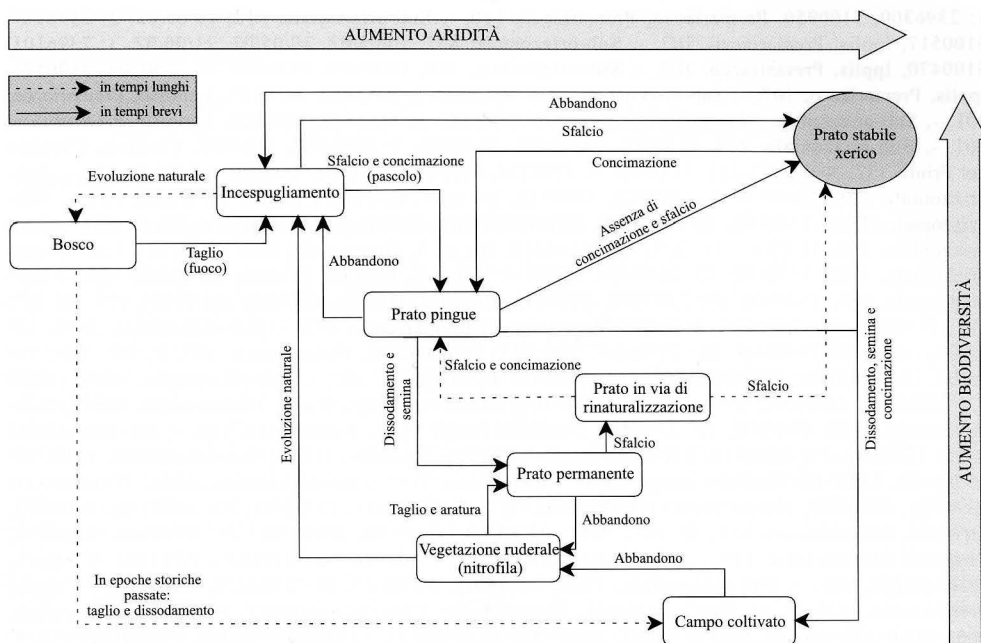 AUMENTO ARIDITÀ
in tempi lunghi
in tempi brevi
Abbandono
Sfalcio
Prato stabile
xerico
Sfalcio e concimazione
(pascolo)
Concimazione
Evoluzione naturale
Incespugliamento
Bosco
Taglio
(fuoco)
Abbandono
Assenza di
concimazione e sfalcio
Prato pingue
Evoluzione naturale
Dissodamento e
semina
Sfalcio e concimazione
Prato in via di
rinaturalizzazione
Sfalcio
Dissodamento, semina e
concimazione
AUMENTO BIODIVERSITÀ
Sfalcio
Prato permanente
Taglio e aratura
Abbandono
Vegetazione ruderale
(nitrofila)
Abbandono
In epoche storiche
passate:
taglio e dissodamento
Campo coltivato